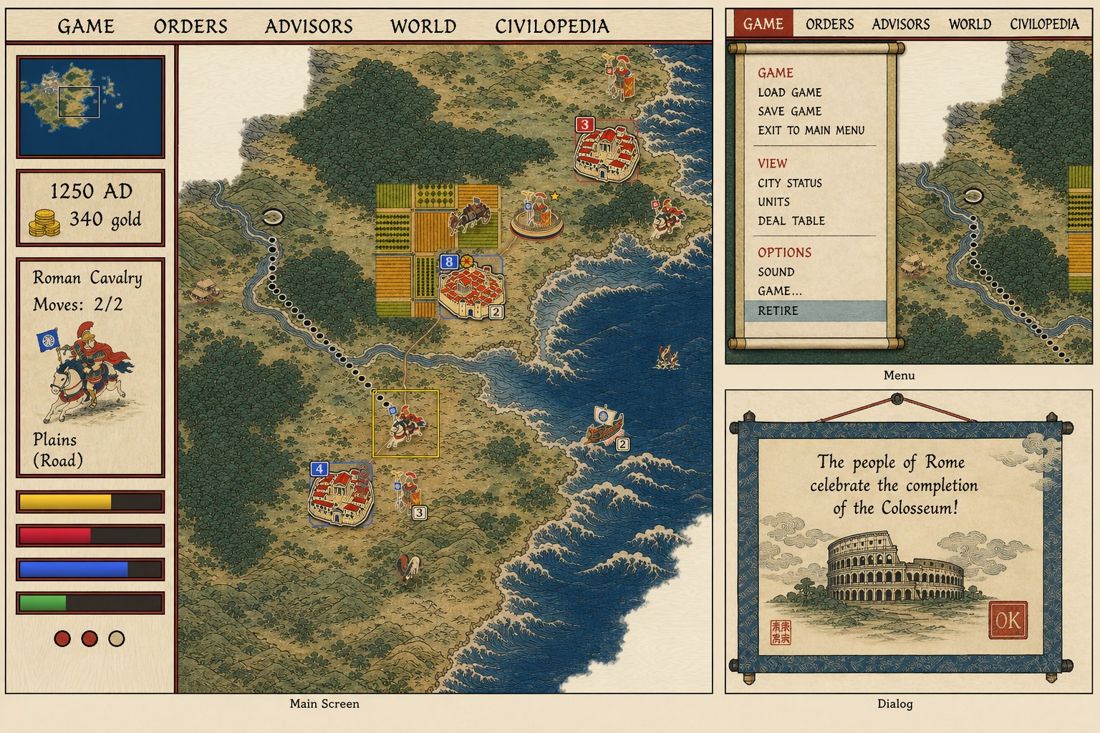 GAME ORDERS ADVISORS WORLD CIVILOPEDIA
1250 AD
340 gold
Roman Cavalry
Moves: 2/2
Plains
(Road)
3
8
2
2
4
3
Main Screen
GAME ORDERS ADVISORS WORLD CIVILOPEDIA
GAME
LOAD GAME
SAVE GAME
EXIT TO MAIN MENU
VIEW
CITY STATUS
UNITS
DEAL TABLE
OPTIONS
SOUND
GAME...
RETIRE
Menu
The people of Rome
celebrate the completion
of the Colosseum!
OK
Dialog